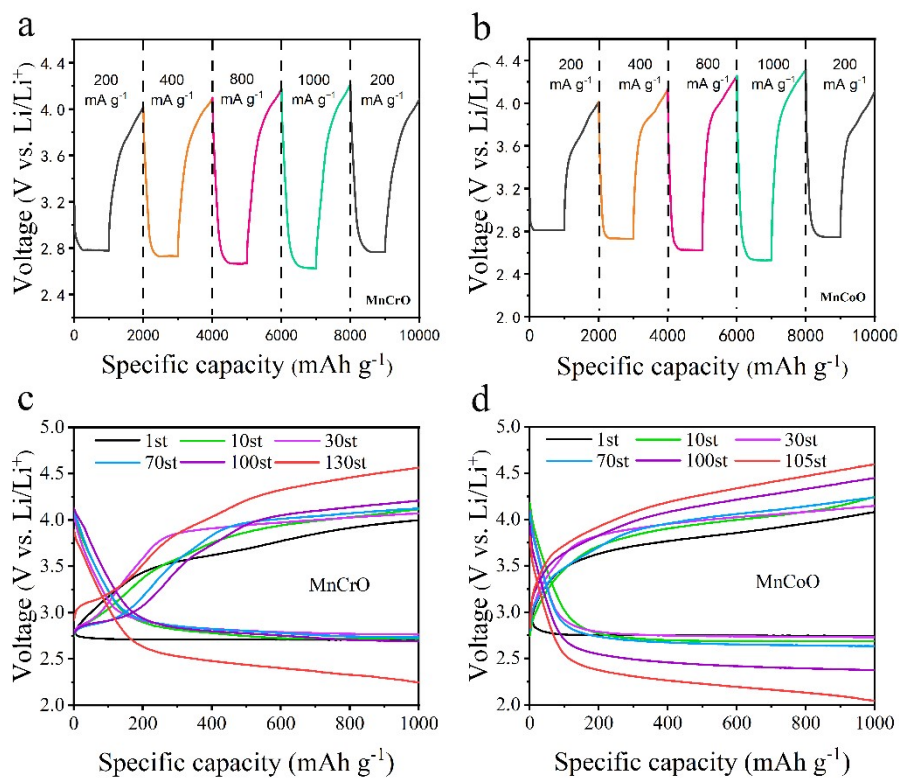 a
200
mA g⁻¹
400
mA g⁻¹
800
mA g⁻¹
1000
mA g⁻¹
200
mA g⁻¹
4.4
4.0
3.6
3.2
2.8
2.4
Voltage (V vs. Li/Li⁺)
MnCrO
0 2000 4000 6000 8000 10000
Specific capacity (mAh g⁻¹)
b
200
mA g⁻¹
400
mA g⁻¹
800
mA g⁻¹
1000
mA g⁻¹
200
mA g⁻¹
4.4
4.0
3.6
3.2
2.8
2.4
2.0
Voltage (V vs. Li/Li⁺)
MnCoO
0 2000 4000 6000 8000 10000
Specific capacity (mAh g⁻¹)
c
1st 10st 30st
70st 100st 130st
5.0
4.5
4.0
3.5
3.0
2.5
2.0
Voltage (V vs. Li/Li⁺)
MnCrO
0 200 400 600 800 1000
Specific capacity (mAh g⁻¹)
d
1st 10st 30st
70st 100st 105st
5.0
4.5
4.0
3.5
3.0
2.5
2.0
Voltage (V vs. Li/Li⁺)
MnCoO
0 200 400 600 800 1000
Specific capacity (mAh g⁻¹)